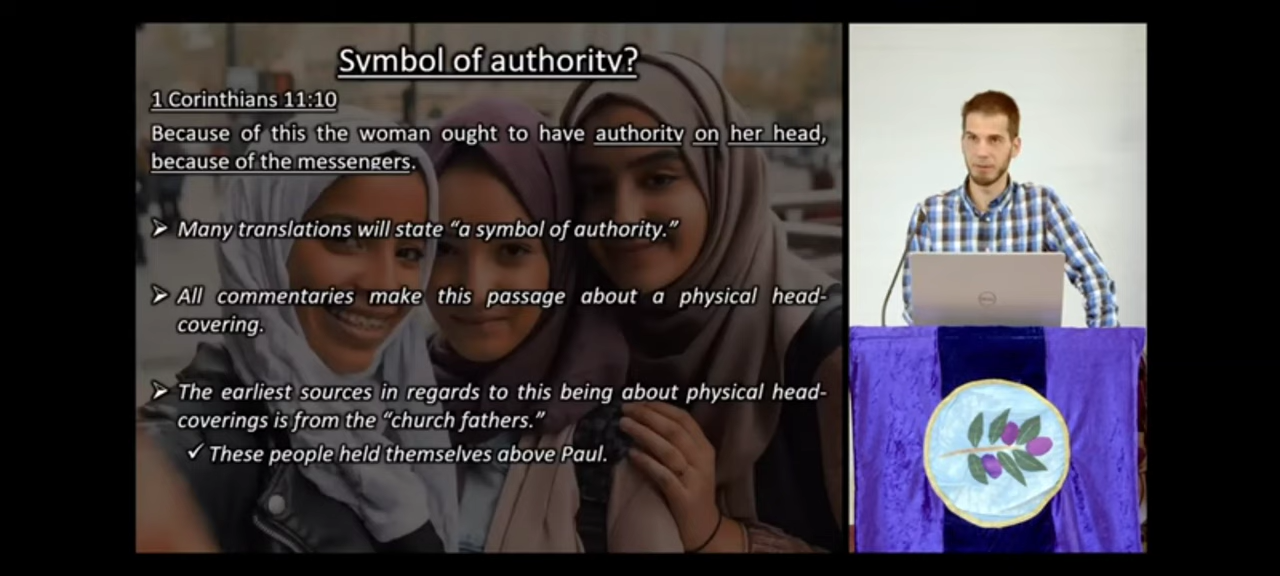 Symbol of authority?
1 Corinthians 11:10
Because of this the woman ought to have authority on her head,
because of the messengers.
➢ Many translations will state “a symbol of authority.”
➢ All commentaries make this passage about a physical head-
covering.
➢ The earliest sources in regards to this being about physical head-
coverings is from the “church fathers.”
✓ These people held themselves above Paul.
DELL